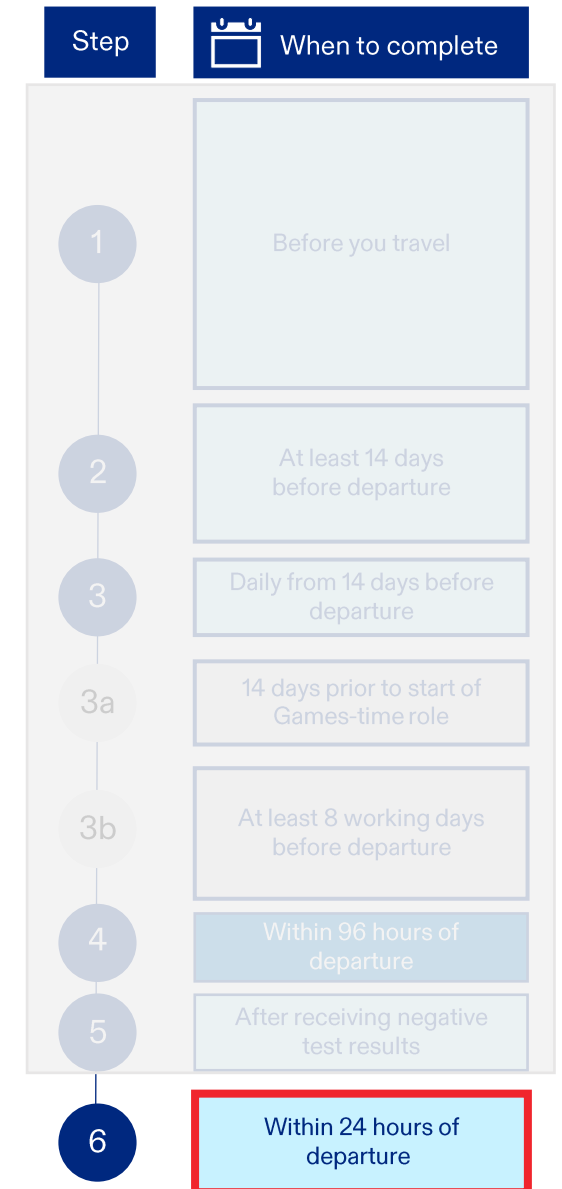 Step
When to complete
1
Before you travel
2
At least 14 days
before departure
3
Daily from 14 days before
departure
3a
14 days prior to start of
Games-time role
3b
At least 8 working days
before departure
4
Within 96 hours of
departure
5
After receiving negative
test results
6
Within 24 hours of
departure